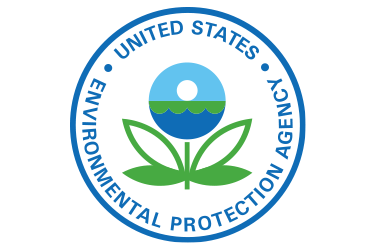 UNITED STATES
ENVIRONMENTAL PROTECTION AGENCY